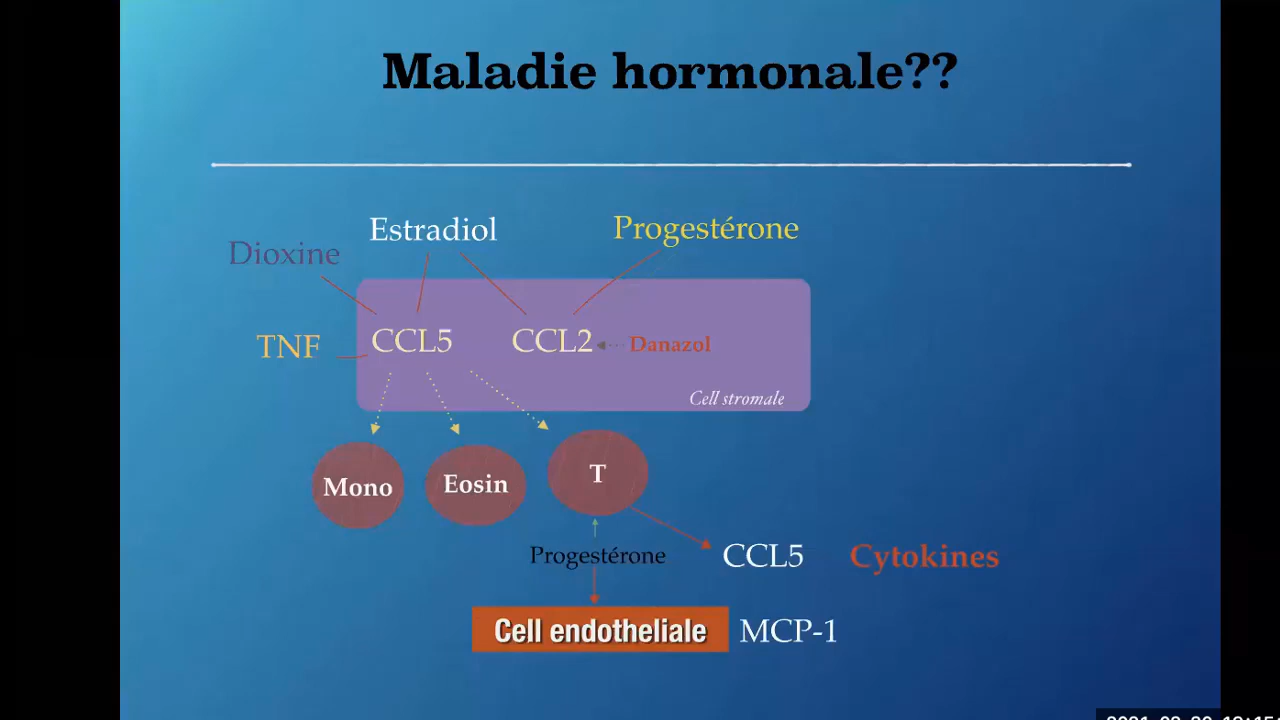 Maladie hormonale??
Estradiol
Progestérone
Dioxine
TNF
CCL5
CCL2
Danazol
Cell stromale
Mono
Eosin
T
Progestérone
CCL5
Cytokines
Cell endotheliale
MCP-1